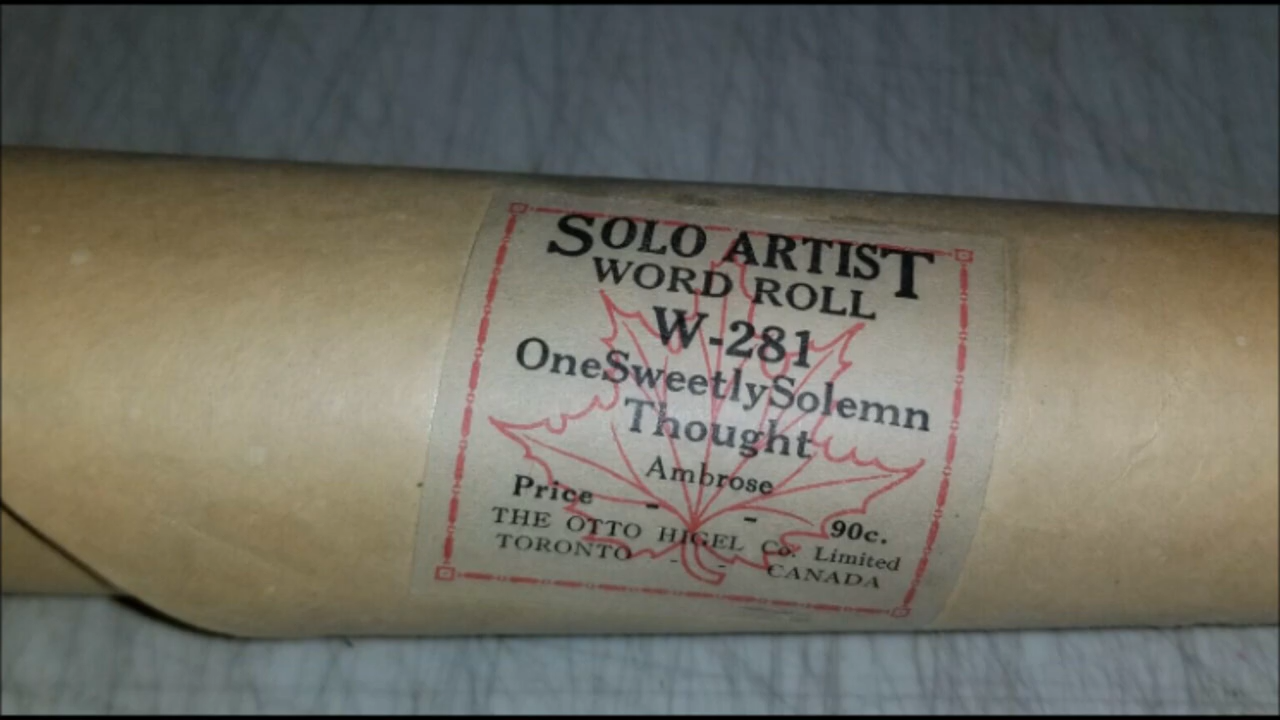 SOLO ARTIST
WORD ROLL
W-281
OneSweetlySolemn
Thought
Ambrose
Price - - 90c.
THE OTTO HIGEL Co. Limited
TORONTO - - CANADA